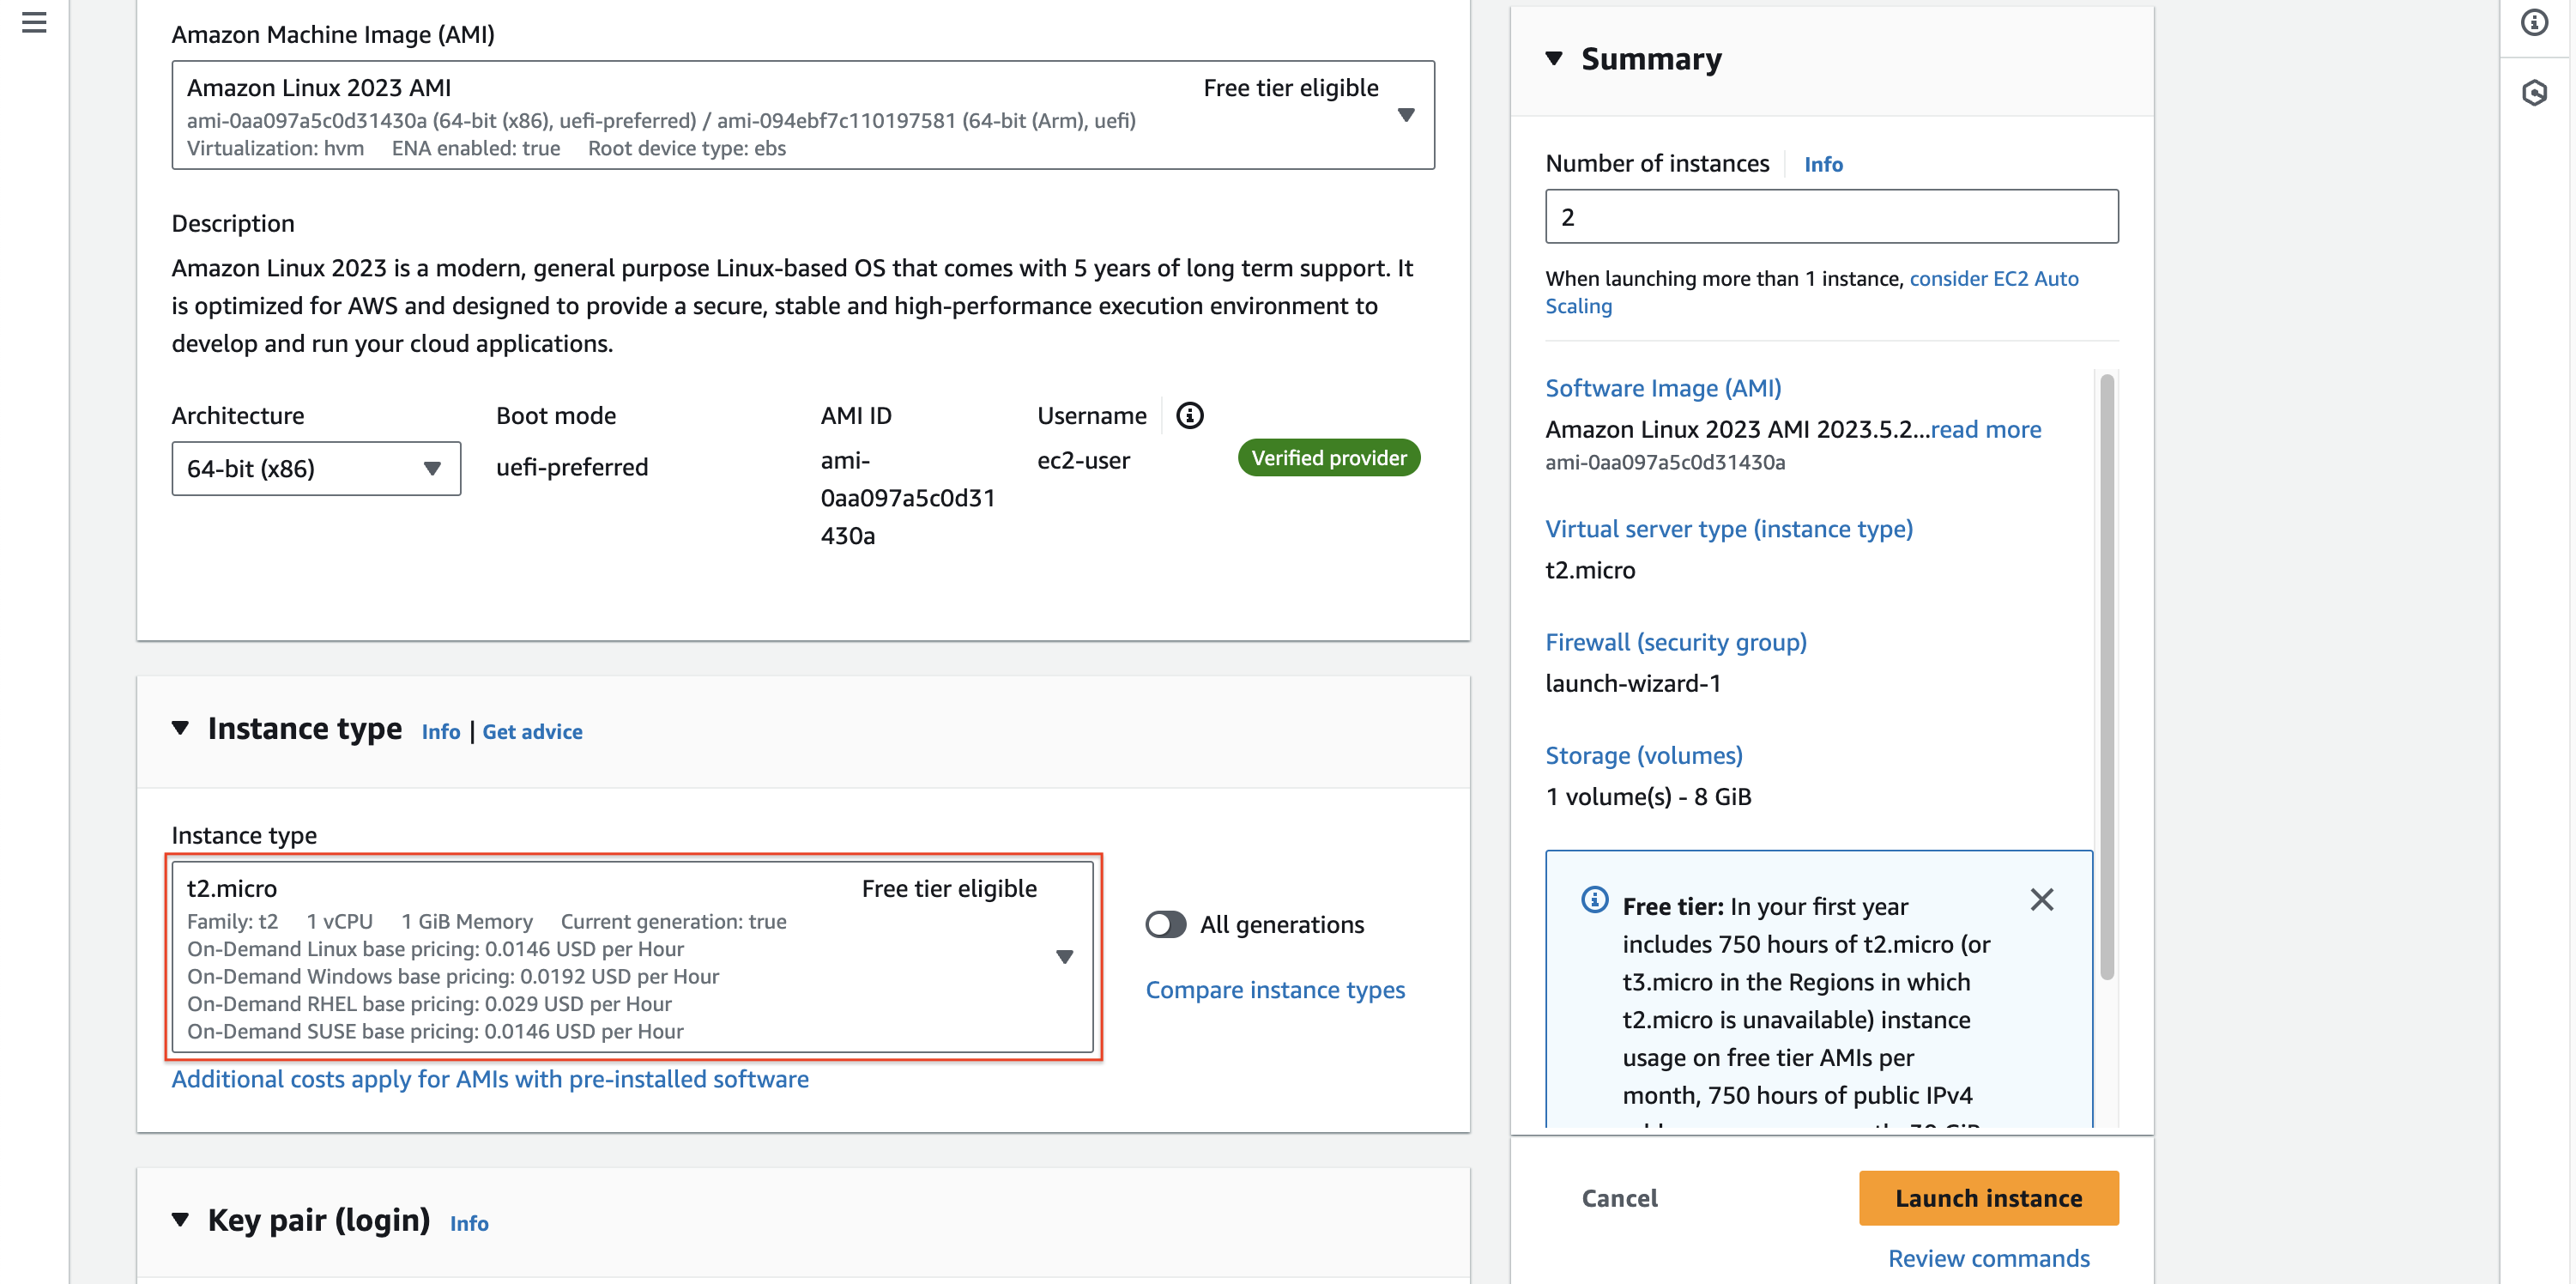 Amazon Machine Image (AMI)
Amazon Linux 2023 AMI
Free tier eligible
ami-0aa097a5c0d31430a (64-bit (x86), uefi-preferred) / ami-094ebf7c110197581 (64-bit (Arm), uefi)
Virtualization: hvm ENA enabled: true Root device type: ebs
Description
Amazon Linux 2023 is a modern, general purpose Linux-based OS that comes with 5 years of long term support. It
is optimized for AWS and designed to provide a secure, stable and high-performance execution environment to
develop and run your cloud applications.
Architecture
64-bit (x86)
Boot mode
uefi-preferred
AMI ID
ami-
0aa097a5c0d31
430a
Username
ec2-user
Verified provider
Instance type Info | Get advice
Instance type
t2.micro
Free tier eligible
Family: t2 1 vCPU 1 GiB Memory Current generation: true
On-Demand Linux base pricing: 0.0146 USD per Hour
On-Demand Windows base pricing: 0.0192 USD per Hour
On-Demand RHEL base pricing: 0.029 USD per Hour
On-Demand SUSE base pricing: 0.0146 USD per Hour
All generations
Compare instance types
Additional costs apply for AMIs with pre-installed software
Key pair (login) Info
Summary
Number of instances Info
2
When launching more than 1 instance, consider EC2 Auto
Scaling
Software Image (AMI)
Amazon Linux 2023 AMI 2023.5.2...read more
ami-0aa097a5c0d31430a
Virtual server type (instance type)
t2.micro
Firewall (security group)
launch-wizard-1
Storage (volumes)
1 volume(s) - 8 GiB
Free tier: In your first year
includes 750 hours of t2.micro (or
t3.micro in the Regions in which
t2.micro is unavailable) instance
usage on free tier AMIs per
month, 750 hours of public IPv4
Cancel
Launch instance
Review commands